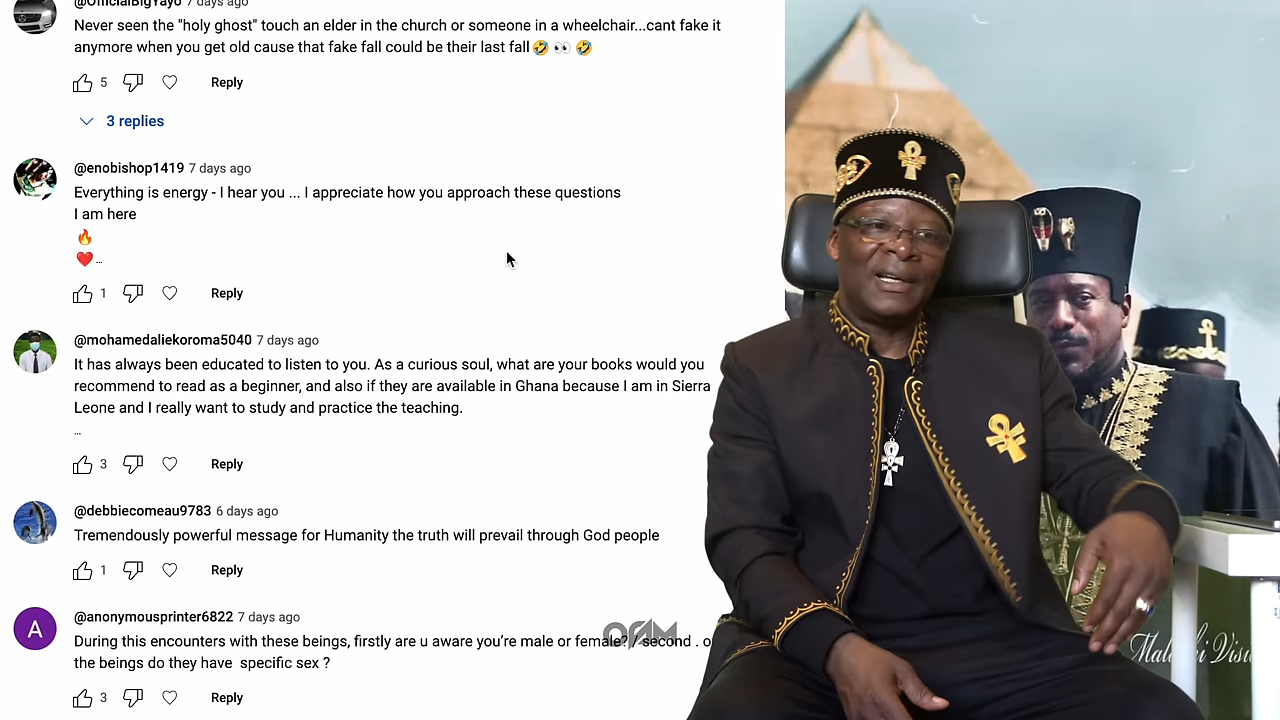 @OfficialBigYayo 7 days ago
Never seen the "holy ghost" touch an elder in the church or someone in a wheelchair...cant fake it
anymore when you get old cause that fake fall could be their last fall🤣 👀 🤣
5 Reply
3 replies
@enobishop1419 7 days ago
Everything is energy - I hear you ... I appreciate how you approach these questions
I am here
🔥
❤️ ...
1 Reply
@mohamedaliekoroma5040 7 days ago
It has always been educated to listen to you. As a curious soul, what are your books would you
recommend to read as a beginner, and also if they are available in Ghana because I am in Sierra
Leone and I really want to study and practice the teaching.
...
3 Reply
@debbiecomeau9783 6 days ago
Tremendously powerful message for Humanity the truth will prevail through God people
1 Reply
A
@anonymousprinter6822 7 days ago
During this encounters with these beings, firstly are u aware you're male or female? / second . o
the beings do they have specific sex ?
3 Reply